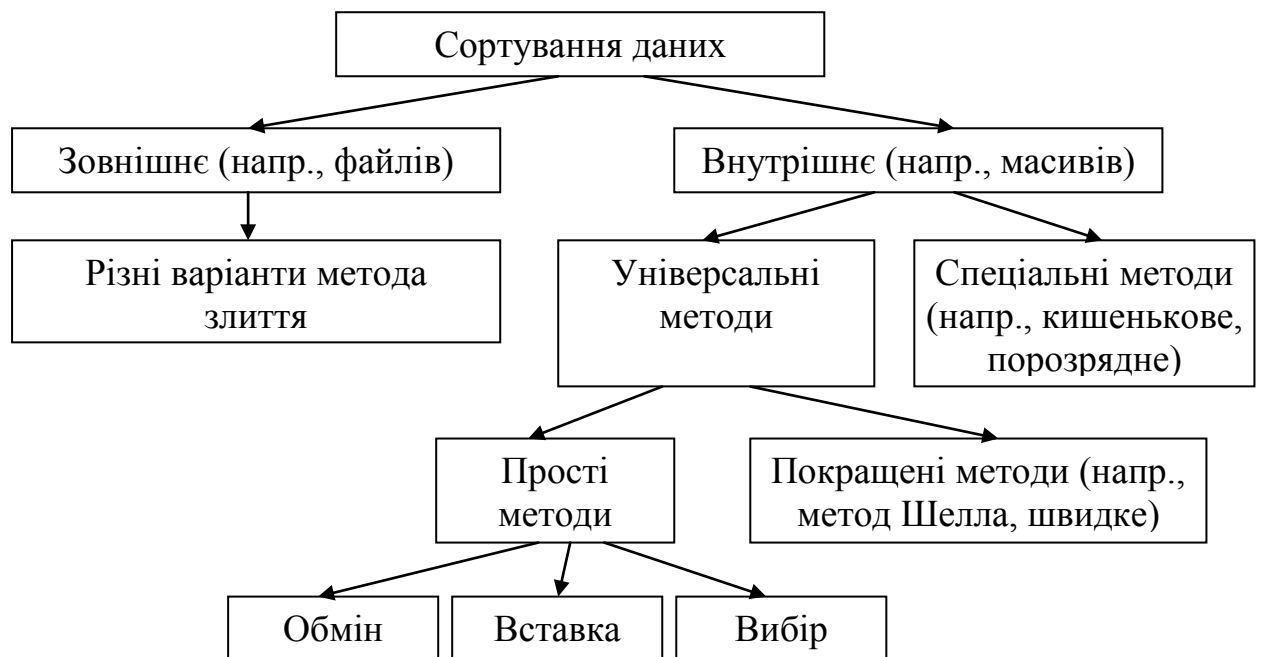 Сортування даних
Зовнішнє (напр., файлів)
Внутрішнє (напр., масивів)
Різні варіанти метода
злиття
Універсальні
методи
Спеціальні методи
(напр., кишенькове,
порозрядне)
Прості
методи
Покращені методи (напр.,
метод Шелла, швидке)
Обмін
Вставка
Вибір